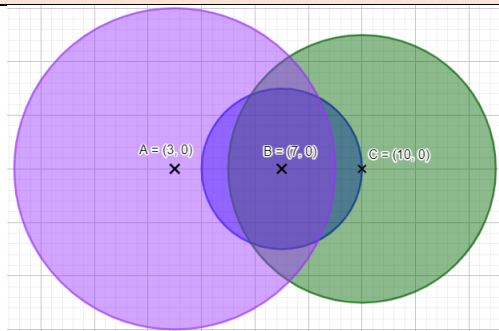 A = (3, 0)
B = (7, 0)
C = (10, 0)